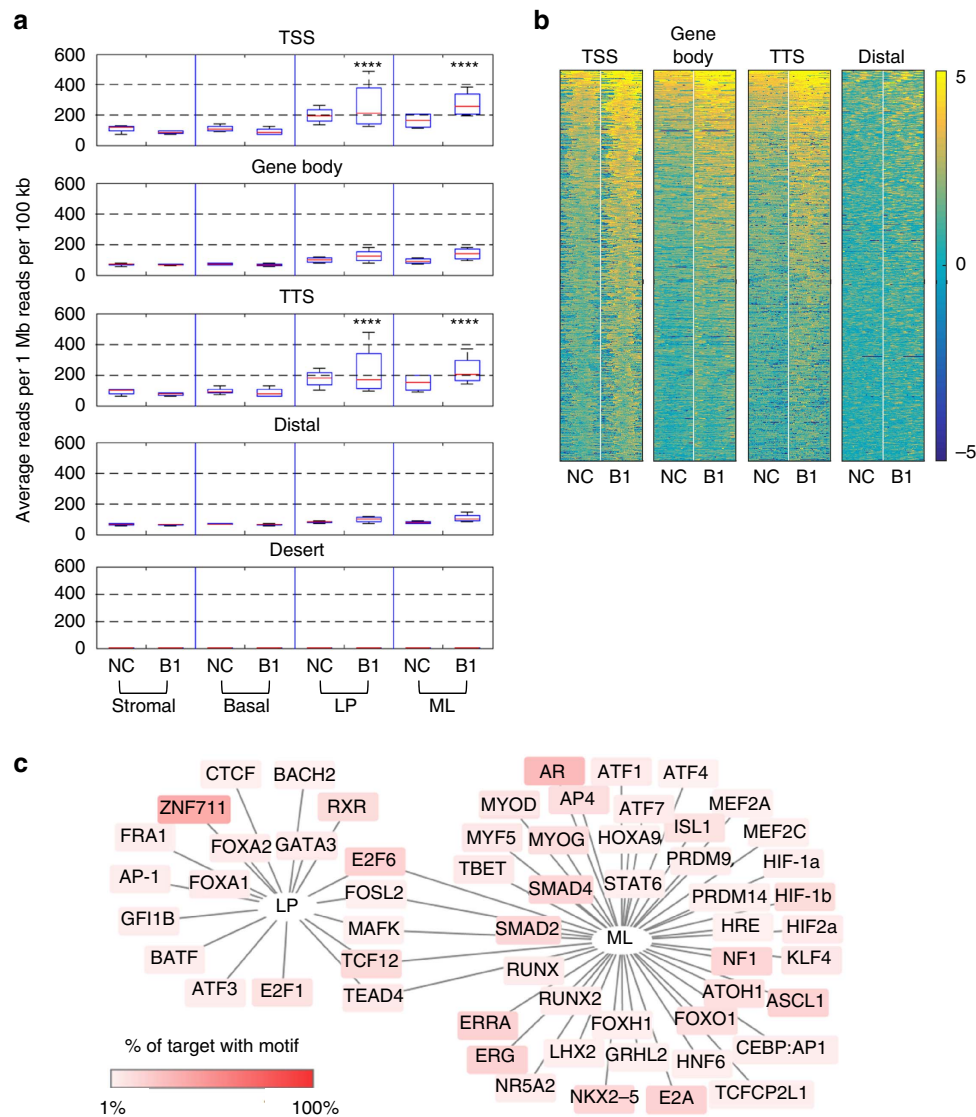 a
TSS
600
400
200
0
**** ****
Gene body
600
400
200
0
TTS
600
400
200
0
**** ****
Distal
600
400
200
0
Desert
600
400
200
0
Average reads per 1 Mb reads per 100 kb
NC B1 NC B1 NC B1 NC B1
Stromal Basal LP ML
b
TSS Gene body TTS Distal
5
0
–5
NC B1 NC B1 NC B1 NC B1
c
CTCF
BACH2
ZNF711
RXR
FRA1
FOXA2
GATA3
E2F6
AP-1
FOXA1
FOSL2
LP
GFI1B
MAFK
BATF
TCF12
ATF3
E2F1
TEAD4
AR
ATF1
ATF4
MYOD
AP4
ATF7
MEF2A
MYF5
MYOG
HOXA9
ISL1
MEF2C
TBET
PRDM9
HIF-1a
SMAD4
STAT6
PRDM14
HIF-1b
SMAD2
ML
HRE
HIF2a
RUNX
NF1
KLF4
RUNX2
ATOH1
ASCL1
ERRA
FOXH1
FOXO1
ERG
LHX2
GRHL2
HNF6
CEBP:AP1
NR5A2
NKX2–5
E2A
TCFCP2L1
% of target with motif
1% 100%